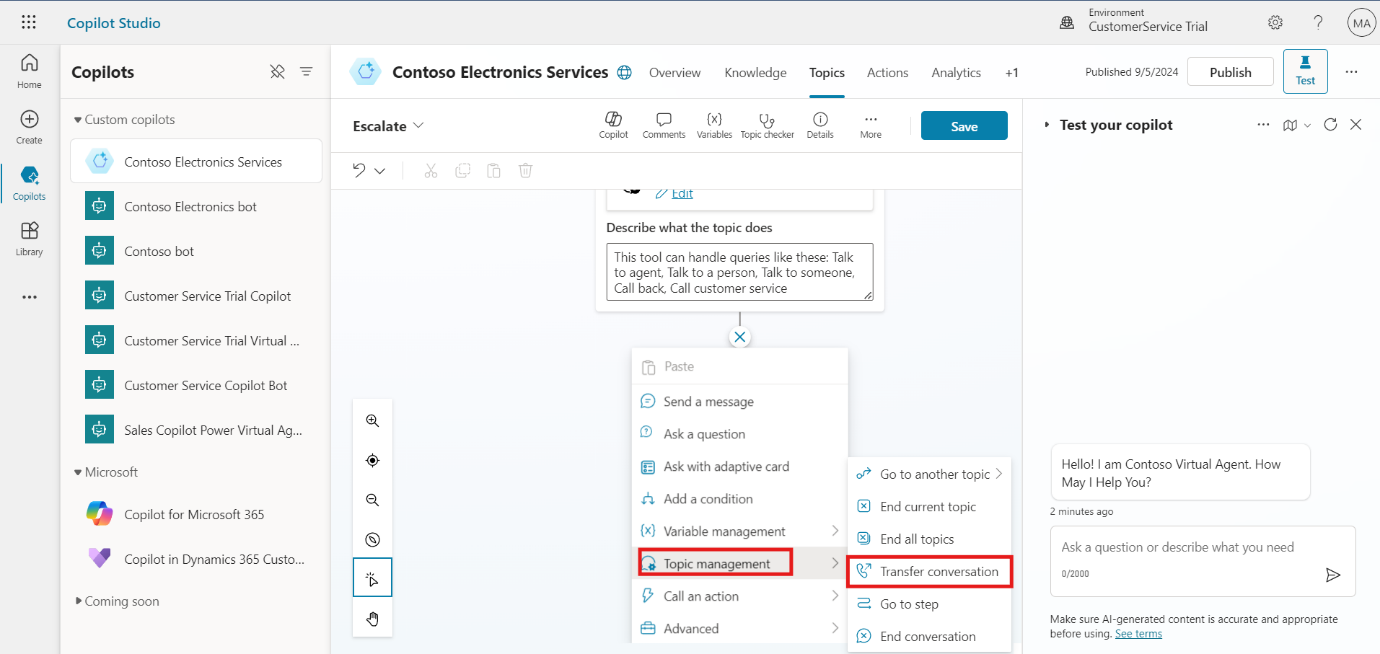 Copilot Studio
Environment
CustomerService Trial
MA
Home
Create
Copilots
Library
Copilots
Custom copilots
Contoso Electronics Services
Contoso Electronics bot
Contoso bot
Customer Service Trial Copilot
Customer Service Trial Virtual ...
Customer Service Copilot Bot
Sales Copilot Power Virtual Ag...
Microsoft
Copilot for Microsoft 365
Copilot in Dynamics 365 Custo...
Coming soon
Contoso Electronics Services
Overview
Knowledge
Topics
Actions
Analytics
+1
Published 9/5/2024
Publish
Test
Escalate
Copilot
Comments
Variables
Topic checker
Details
More
Save
Edit
Describe what the topic does
This tool can handle queries like these: Talk
to agent, Talk to a person, Talk to someone,
Call back, Call customer service
Paste
Send a message
Ask a question
Ask with adaptive card
Add a condition
Variable management
Topic management
Call an action
Advanced
Go to another topic
End current topic
End all topics
Transfer conversation
Go to step
End conversation
Test your copilot
Hello! I am Contoso Virtual Agent. How
May I Help You?
2 minutes ago
Ask a question or describe what you need
0/2000
Make sure AI-generated content is accurate and appropriate
before using. See terms